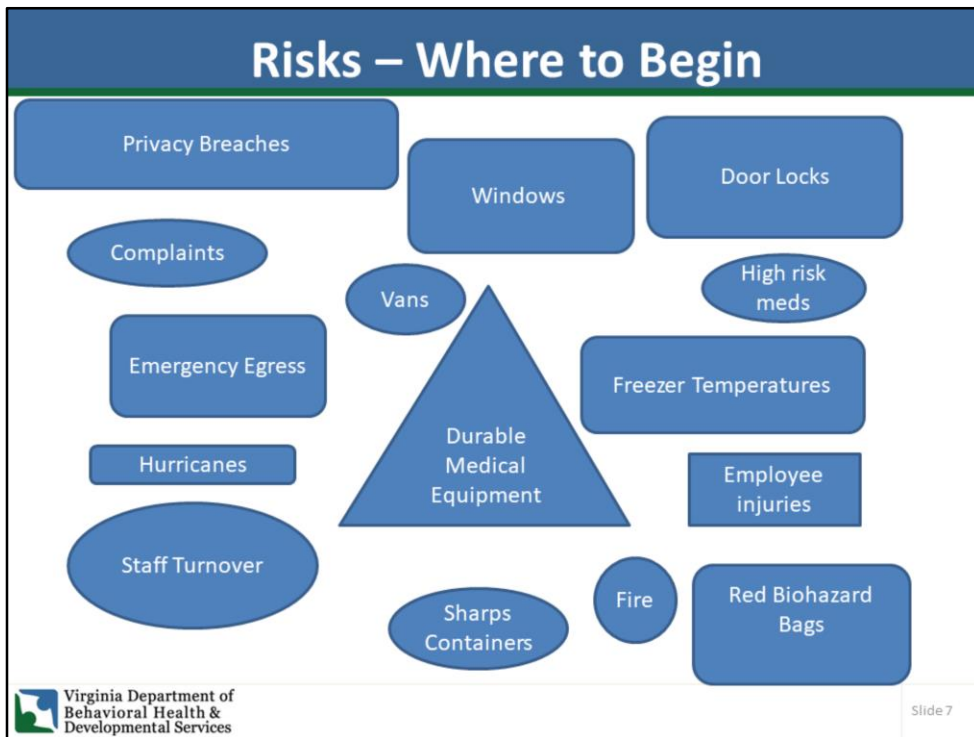 Risks – Where to Begin
Privacy Breaches
Windows
Door Locks
Complaints
Vans
High risk
meds
Emergency Egress
Freezer Temperatures
Durable
Medical
Equipment
Hurricanes
Employee
injuries
Staff Turnover
Sharps
Containers
Fire
Red Biohazard
Bags
Virginia Department of
Behavioral Health &
Developmental Services
Slide 7